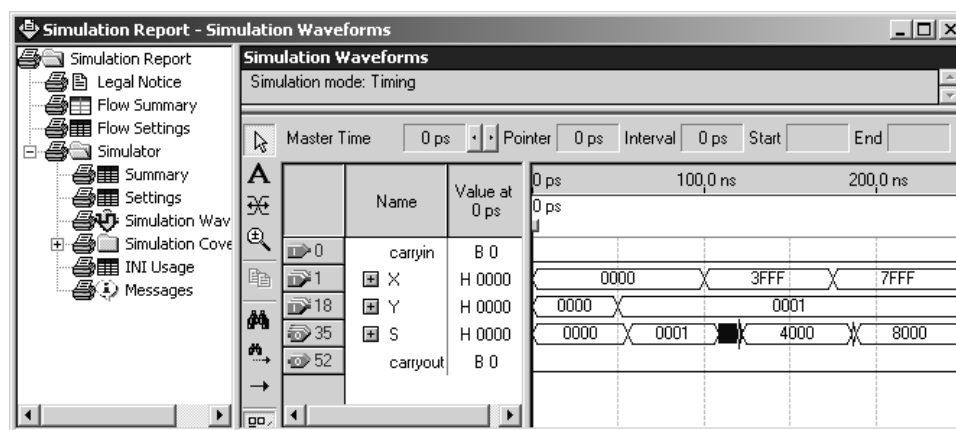 Simulation Report - Simulation Waveforms
Simulation Report
Legal Notice
Flow Summary
Flow Settings
Simulator
Summary
Settings
Simulation Wav
Simulation Cove
INI Usage
Messages
Simulation Waveforms
Simulation mode: Timing
Master Time 0 ps Pointer 0 ps Interval 0 ps Start End
Name Value at 0 ps
0 ps 100,0 ns 200,0 ns
0 ps
0 carryin B 0
1 X H 0000 0000 3FFF 7FFF
18 Y H 0000 0000 0001
35 S H 0000 0000 0001 4000 8000
52 carryout B 0